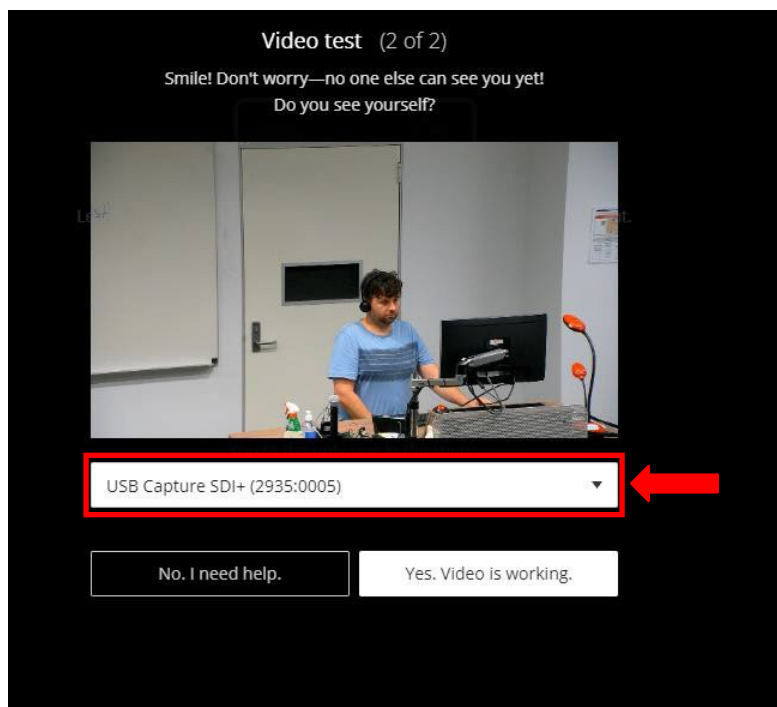 Video test (2 of 2)
Smile! Don't worry—no one else can see you yet!
Do you see yourself?
USB Capture SDI+ (2935:0005)
No. I need help.
Yes. Video is working.